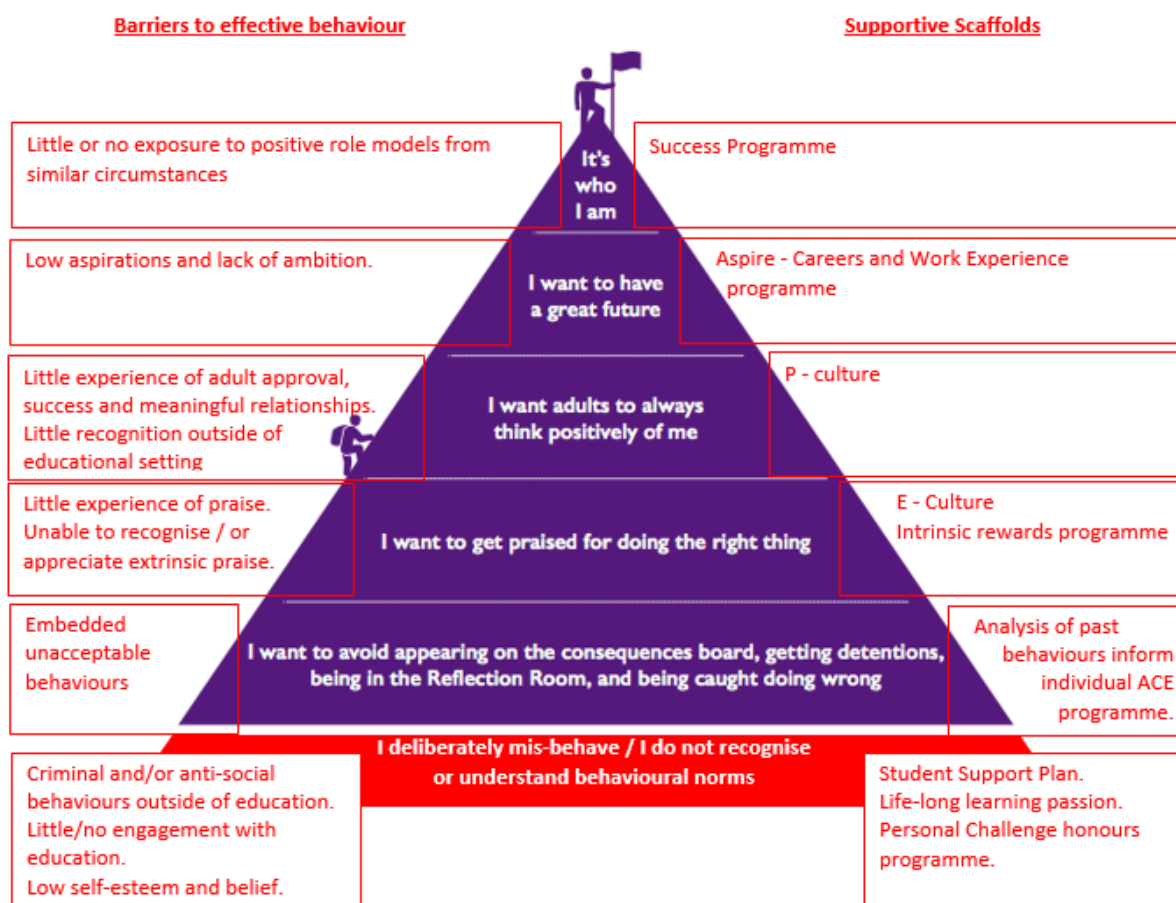 Barriers to effective behaviour
Supportive Scaffolds
Little or no exposure to positive role models from
similar circumstances
It's
who
I am
Success Programme
Low aspirations and lack of ambition.
I want to have
a great future
Aspire - Careers and Work Experience
programme
Little experience of adult approval,
success and meaningful relationships.
Little recognition outside of
educational setting
I want adults to always
think positively of me
P - culture
Little experience of praise.
Unable to recognise / or
appreciate extrinsic praise.
I want to get praised for doing the right thing
E - Culture
Intrinsic rewards programme
Embedded
unacceptable
behaviours
I want to avoid appearing on the consequences board, getting detentions,
being in the Reflection Room, and being caught doing wrong
Analysis of past
behaviours inform
individual ACE
programme.
I deliberately mis-behave / I do not recognise
or understand behavioural norms
Criminal and/or anti-social
behaviours outside of education.
Little/no engagement with
education.
Low self-esteem and belief.
Student Support Plan.
Life-long learning passion.
Personal Challenge honours
programme.